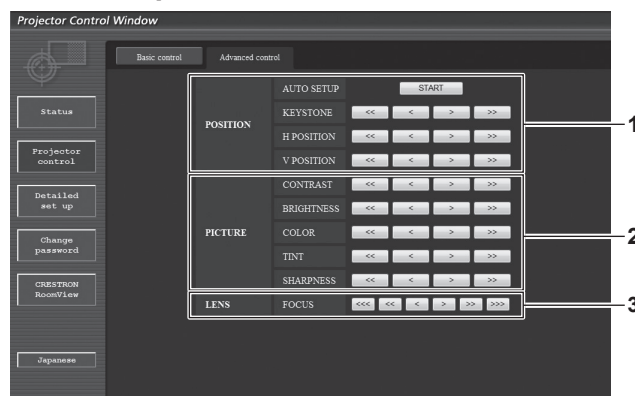 Projector Control Window
Basic control Advanced control
Status
Projector
control
Detailed
set up
Change
password
CRESTRON
RoomView
Japanese
POSITION
AUTO SETUP START
KEYSTONE << < > >>
H POSITION << < > >>
V POSITION << < > >>
PICTURE
CONTRAST << < > >>
BRIGHTNESS << < > >>
COLOR << < > >>
TINT << < > >>
SHARPNESS << < > >>
LENS FOCUS <<< << < > >> >>>
1
2
3